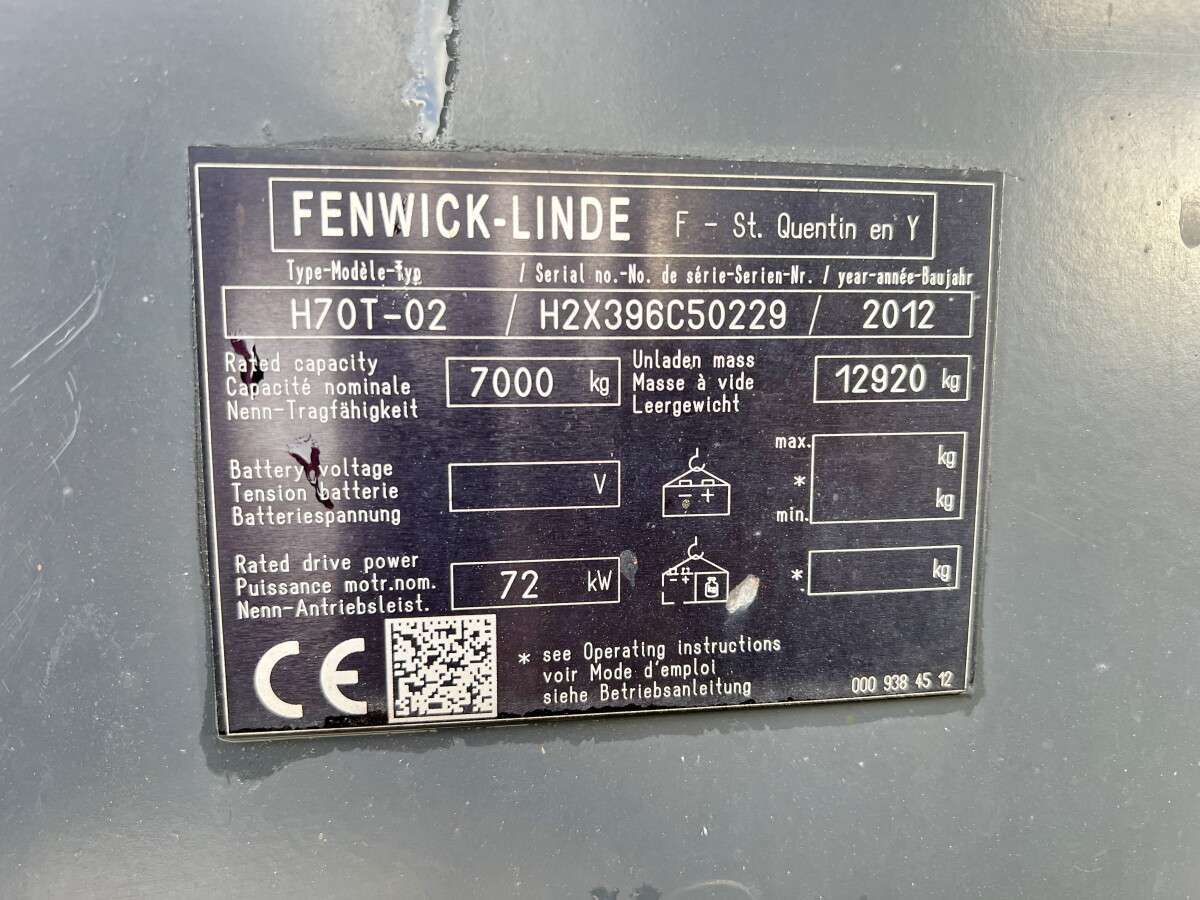 FENWICK-LINDE F - St. Quentin en Y
Type-Modèle-Typ / Serial no.-No. de série-Serien-Nr. / year-année-Baujahr
H70T-02 / H2X396C50229 / 2012
Rated capacity
Capacité nominale
Nenn-Tragfähigkeit
7000 kg
Unladen mass
Masse à vide
Leergewicht
12920 kg
Battery voltage
Tension batterie
Batteriespannung
V
- +
max. kg
*
min. kg
Rated drive power
Puissance motr.nom.
Nenn-Antriebsleist.
72 kW
- +
kg
* kg
CE
* see Operating instructions
voir Mode d'emploi
siehe Betriebsanleitung
000 938 45 12